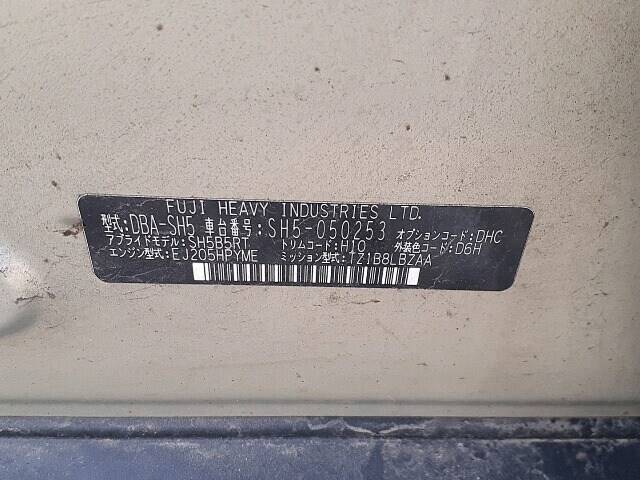 FUJI HEAVY INDUSTRIES LTD.
型式:DBA-SH5 車台番号:SH5-050253 オプションコード:DHC
アプライドモデル:SH5B5RT トリムコード:H10 外装色コード:D6H
エンジン型式:EJ205HPYME ミッション型式:TZ1B8LBZAA